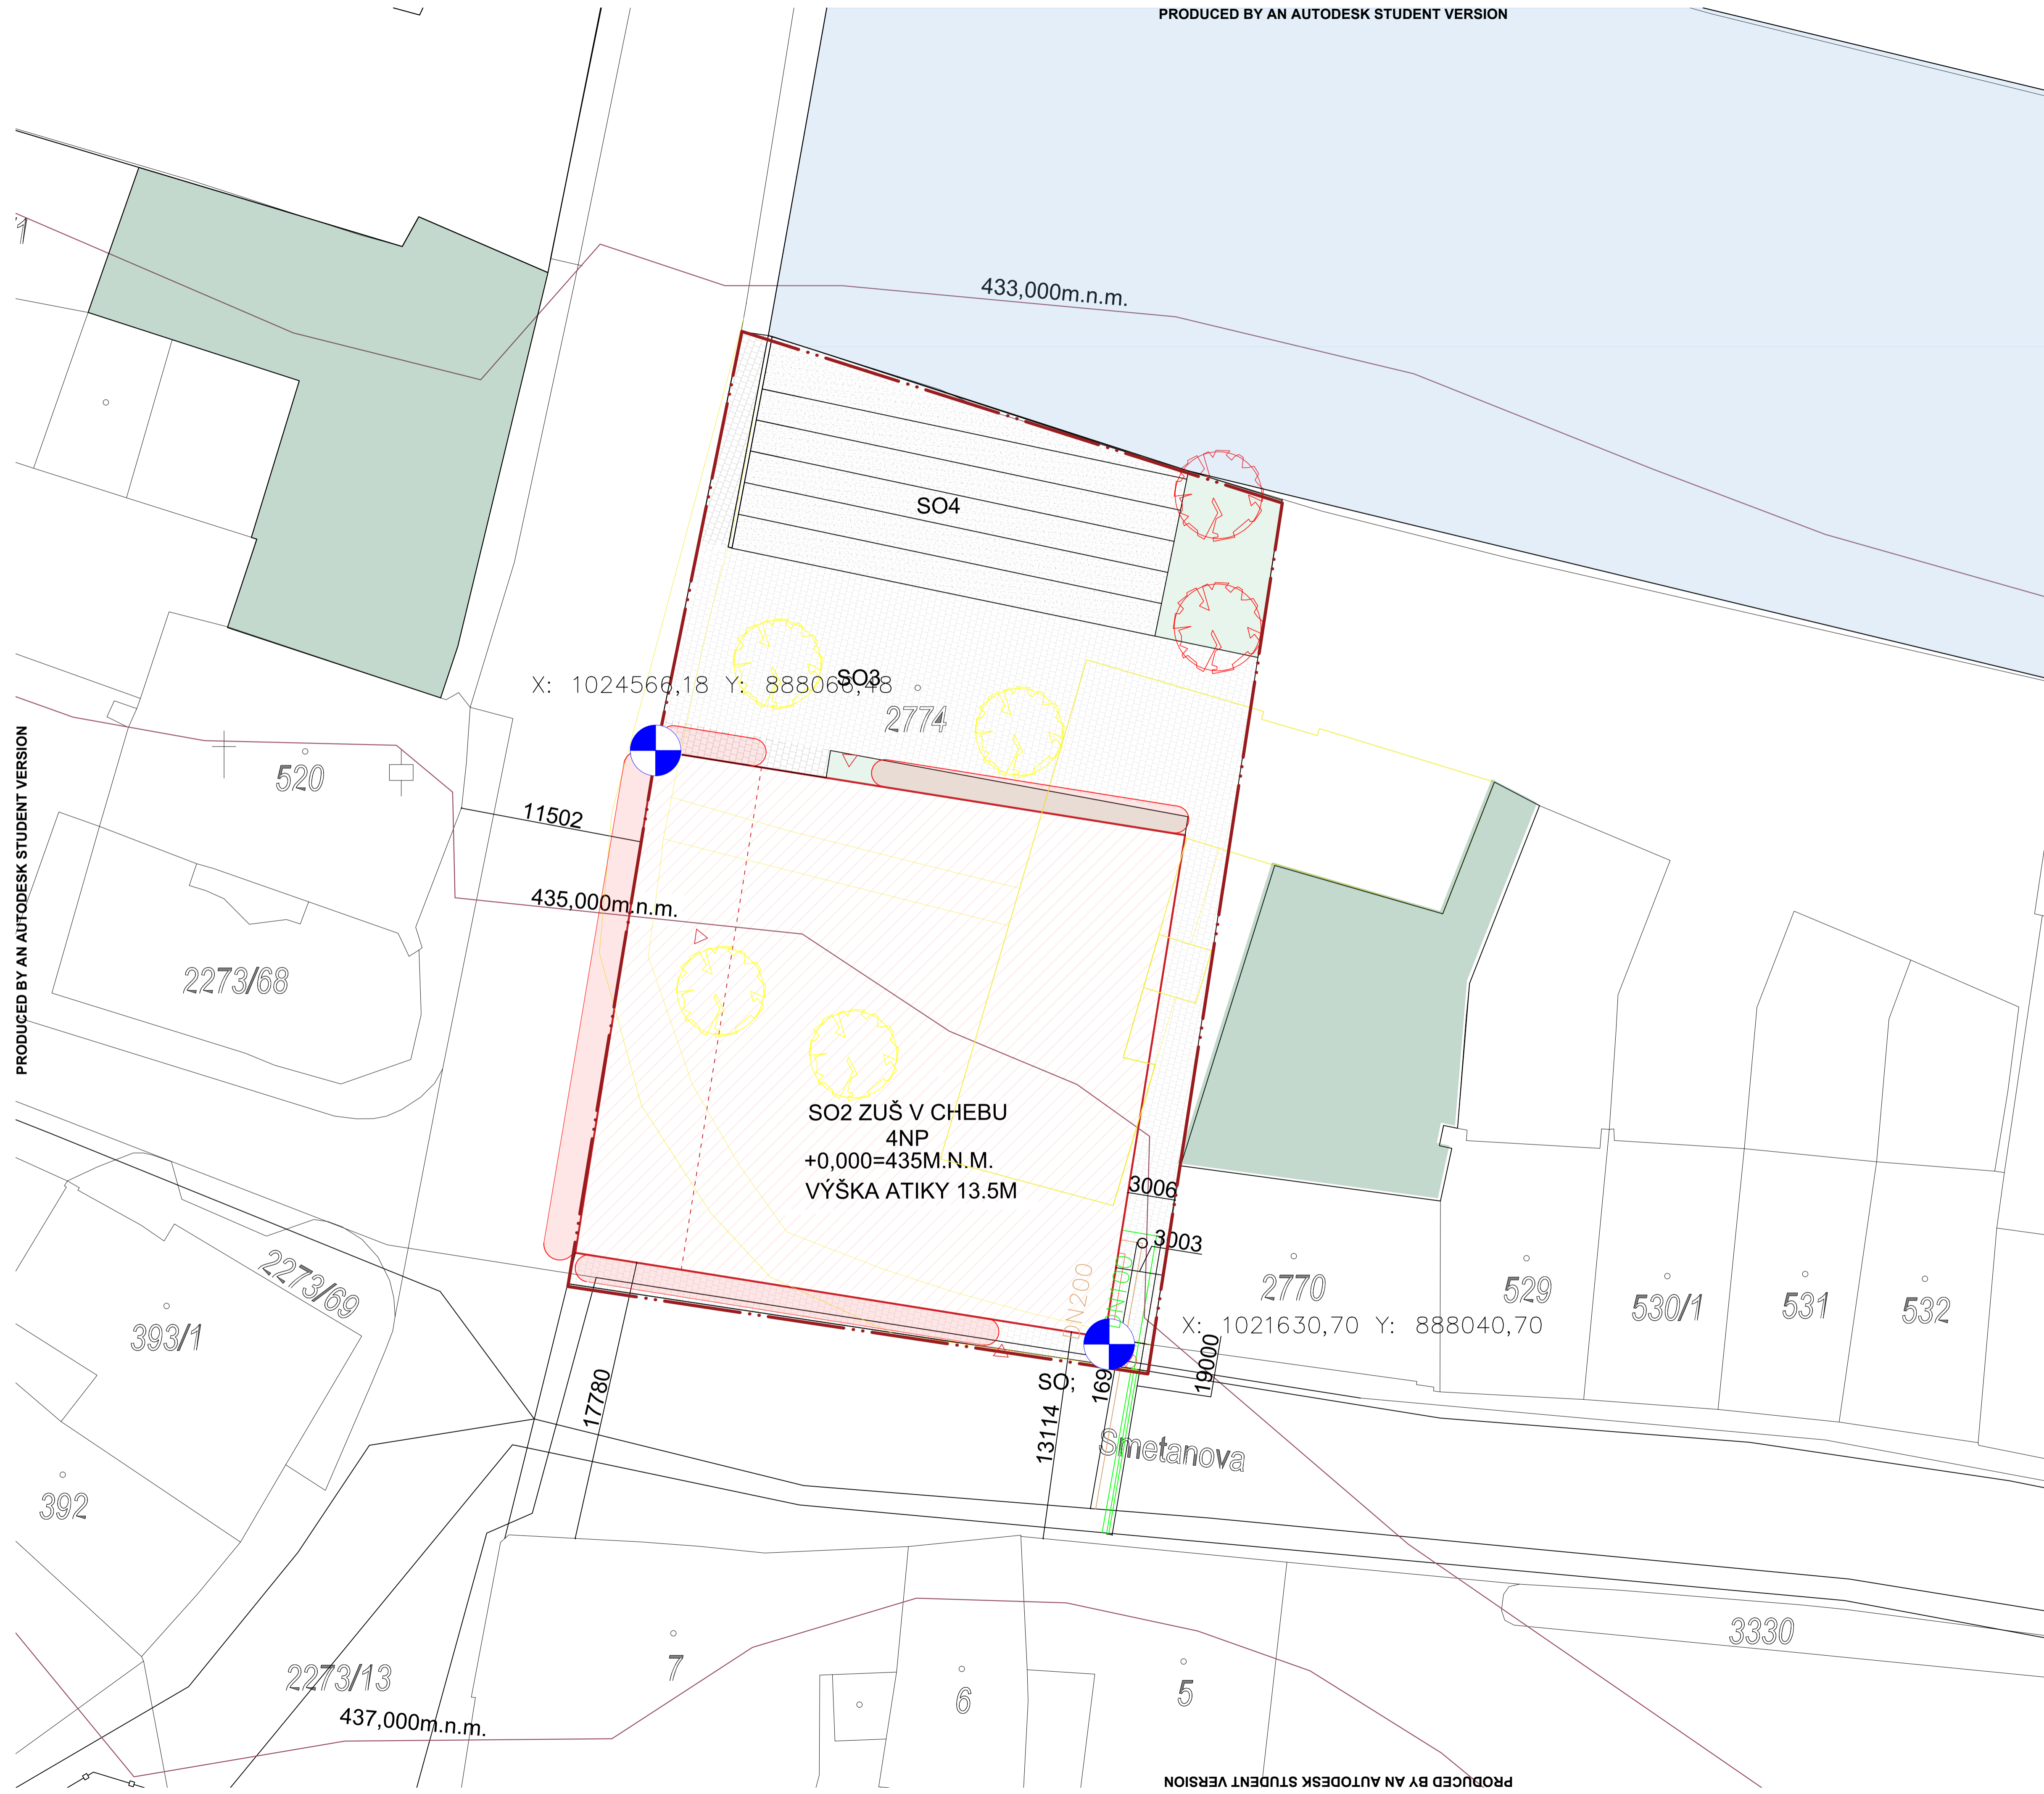 PRODUCED BY AN AUTODESK STUDENT VERSION
433,000m.n.m.
SO4
X: 1024566,18 Y: 888066,48
SO3
2774
520
11502
435,000m.n.m.
2273/68
PRODUCED BY AN AUTODESK STUDENT VERSION
SO2 ZUŠ V CHEBU
4NP
+0,000=435M.N.M.
VÝŠKA ATIKY 13.5M
3006
3003
DN200
2273/69
393/1
2770
529
530/1
531
532
X: 1021630,70 Y: 888040,70
17780
SO;
169
19000
13114
Smetanova
392
3330
2273/13
7
6
5
437,000m.n.m.
PRODUCED BY AN AUTODESK STUDENT VERSION